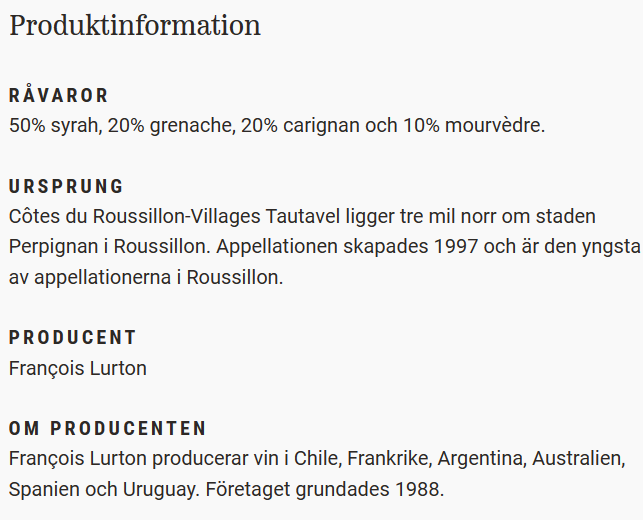 Produktinformation
RÅVAROR
50% syrah, 20% grenache, 20% carignan och 10% mourvèdre.
URSPRUNG
Côtes du Roussillon-Villages Tautavel ligger tre mil norr om staden
Perpignan i Roussillon. Appellationen skapades 1997 och är den yngsta
av appellationerna i Roussillon.
PRODUCENT
François Lurton
OM PRODUCENTEN
François Lurton producerar vin i Chile, Frankrike, Argentina, Australien,
Spanien och Uruguay. Företaget grundades 1988.